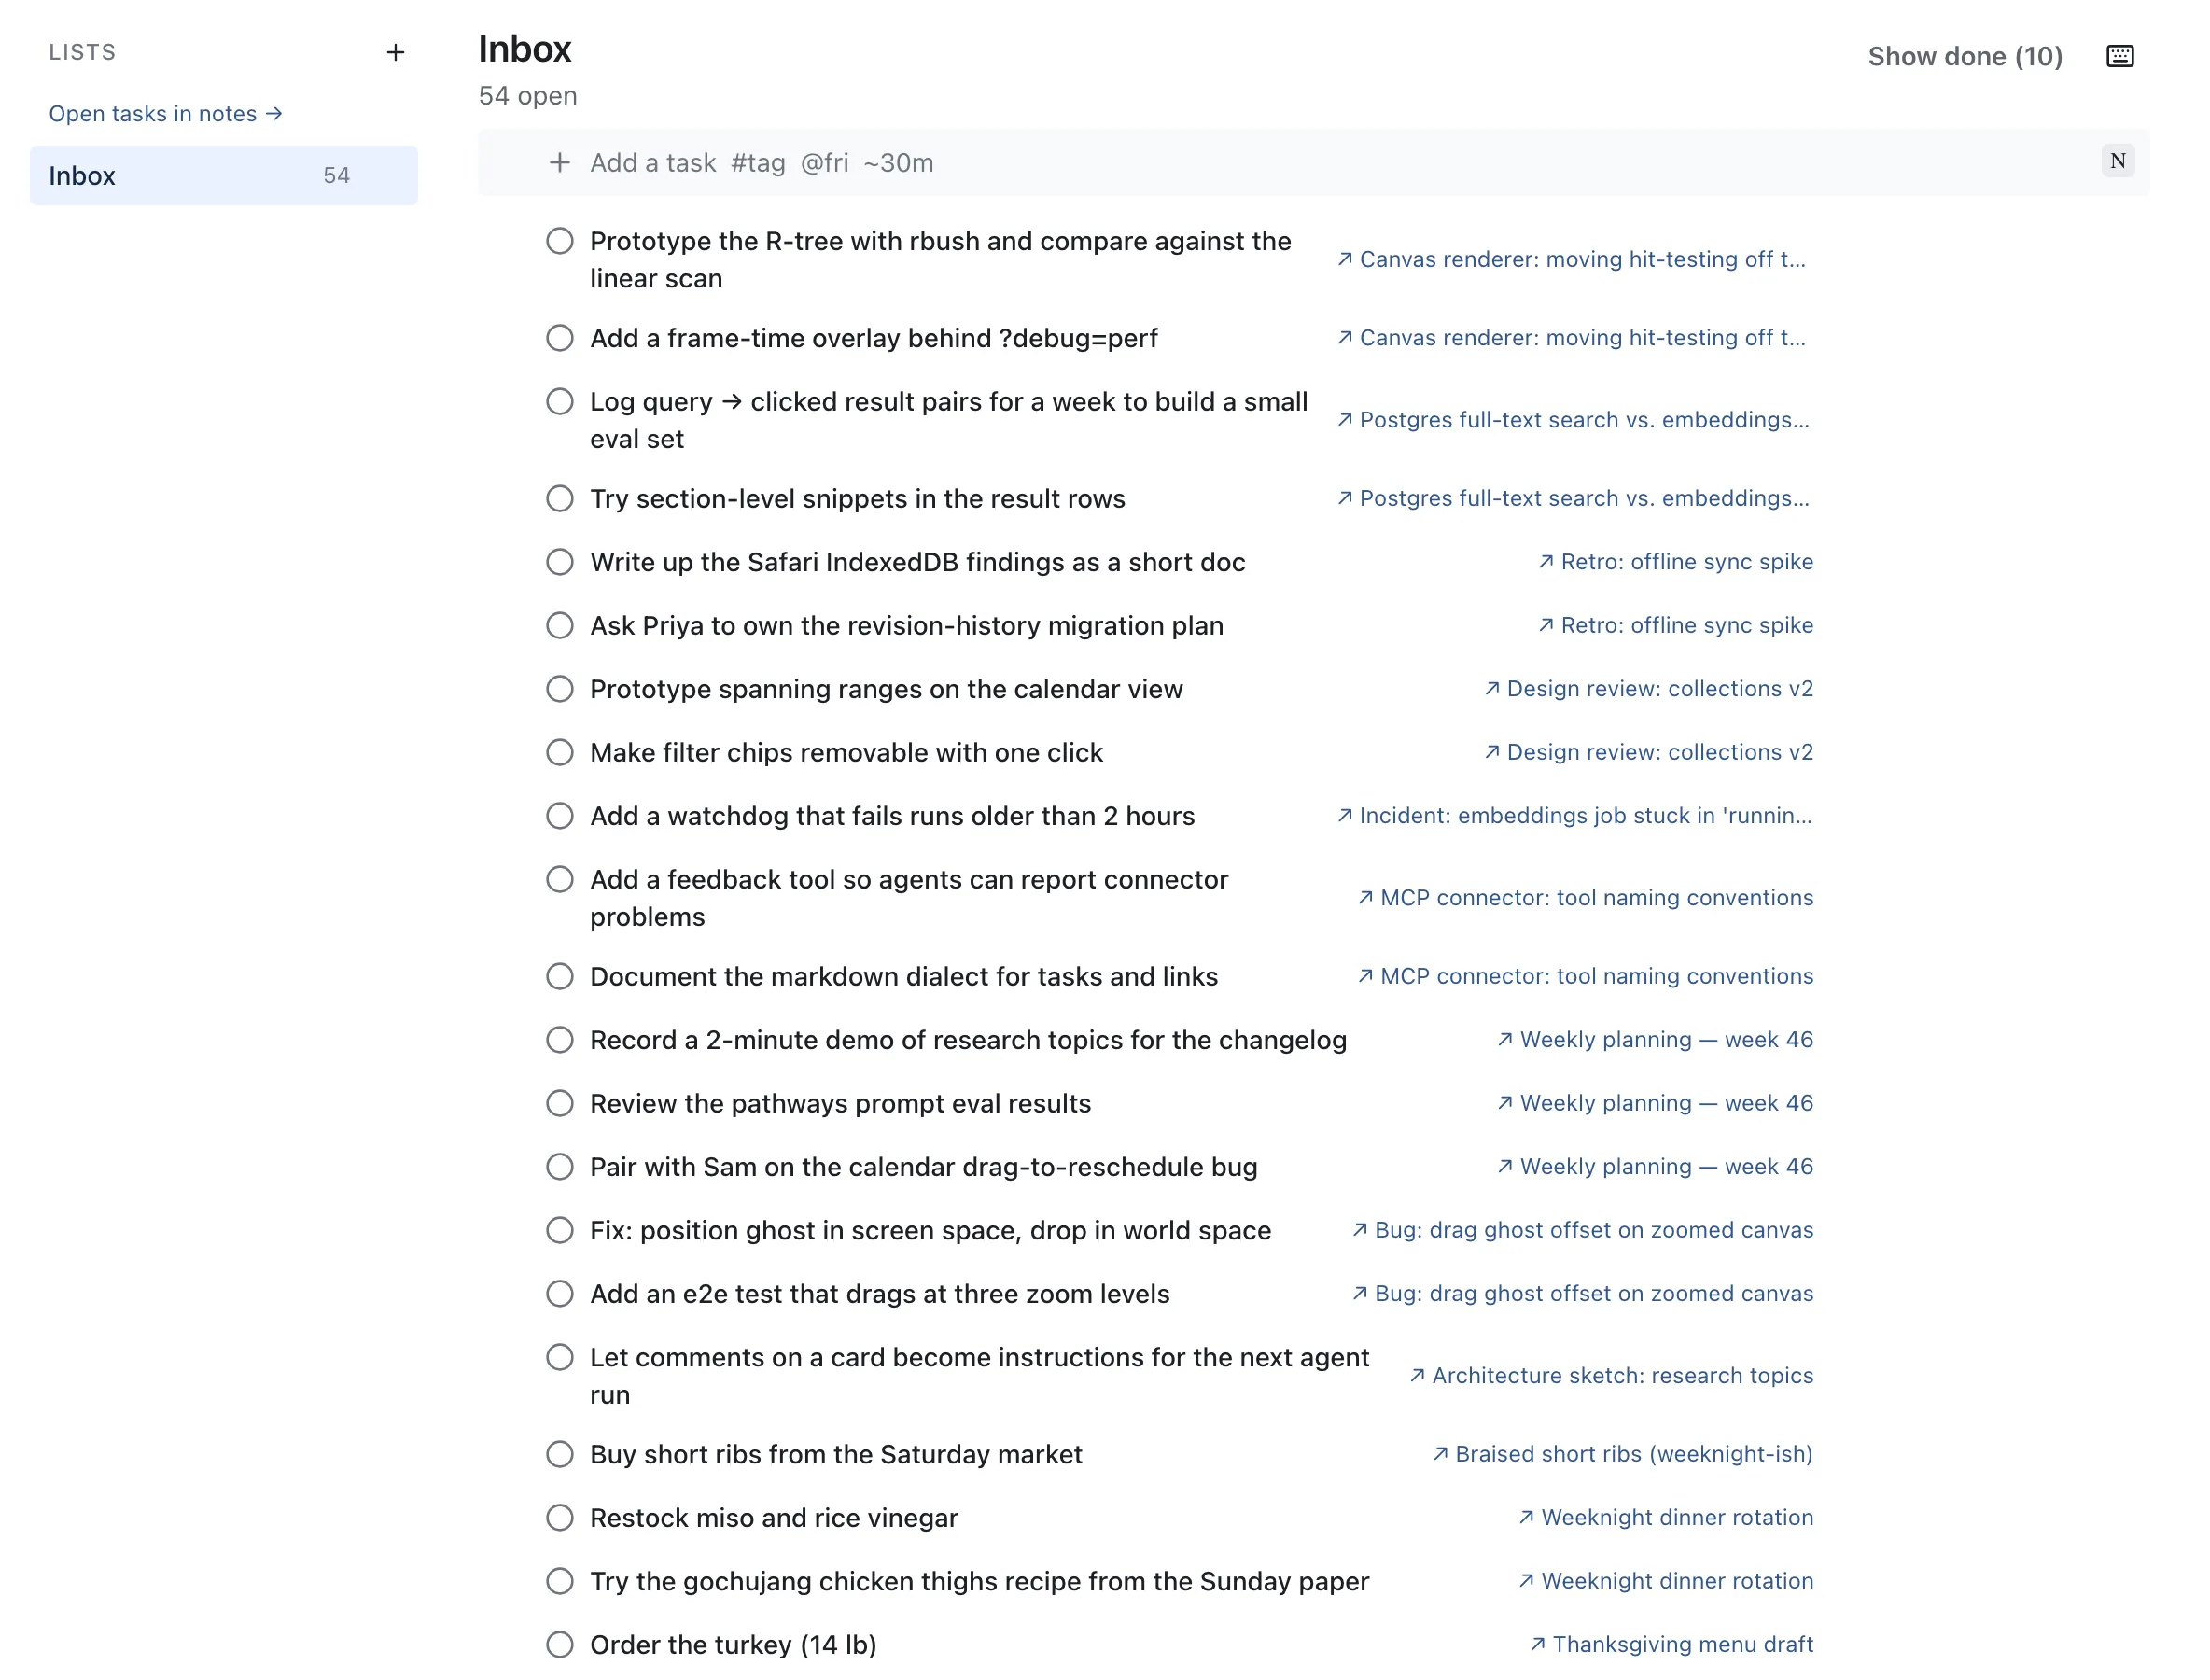 LISTS
+
Open tasks in notes →
Inbox 54
Inbox
54 open
Show done (10)
+ Add a task #tag @fri ~30m
N
Prototype the R-tree with rbush and compare against the
linear scan
↗ Canvas renderer: moving hit-testing off t...
Add a frame-time overlay behind ?debug=perf
↗ Canvas renderer: moving hit-testing off t...
Log query → clicked result pairs for a week to build a small
eval set
↗ Postgres full-text search vs. embeddings...
Try section-level snippets in the result rows
↗ Postgres full-text search vs. embeddings...
Write up the Safari IndexedDB findings as a short doc
↗ Retro: offline sync spike
Ask Priya to own the revision-history migration plan
↗ Retro: offline sync spike
Prototype spanning ranges on the calendar view
↗ Design review: collections v2
Make filter chips removable with one click
↗ Design review: collections v2
Add a watchdog that fails runs older than 2 hours
↗ Incident: embeddings job stuck in 'runnin...
Add a feedback tool so agents can report connector
problems
↗ MCP connector: tool naming conventions
Document the markdown dialect for tasks and links
↗ MCP connector: tool naming conventions
Record a 2-minute demo of research topics for the changelog
↗ Weekly planning — week 46
Review the pathways prompt eval results
↗ Weekly planning — week 46
Pair with Sam on the calendar drag-to-reschedule bug
↗ Weekly planning — week 46
Fix: position ghost in screen space, drop in world space
↗ Bug: drag ghost offset on zoomed canvas
Add an e2e test that drags at three zoom levels
↗ Bug: drag ghost offset on zoomed canvas
Let comments on a card become instructions for the next agent
run
↗ Architecture sketch: research topics
Buy short ribs from the Saturday market
↗ Braised short ribs (weeknight-ish)
Restock miso and rice vinegar
↗ Weeknight dinner rotation
Try the gochujang chicken thighs recipe from the Sunday paper
↗ Weeknight dinner rotation
Order the turkey (14 lb)
↗ Thanksgiving menu draft